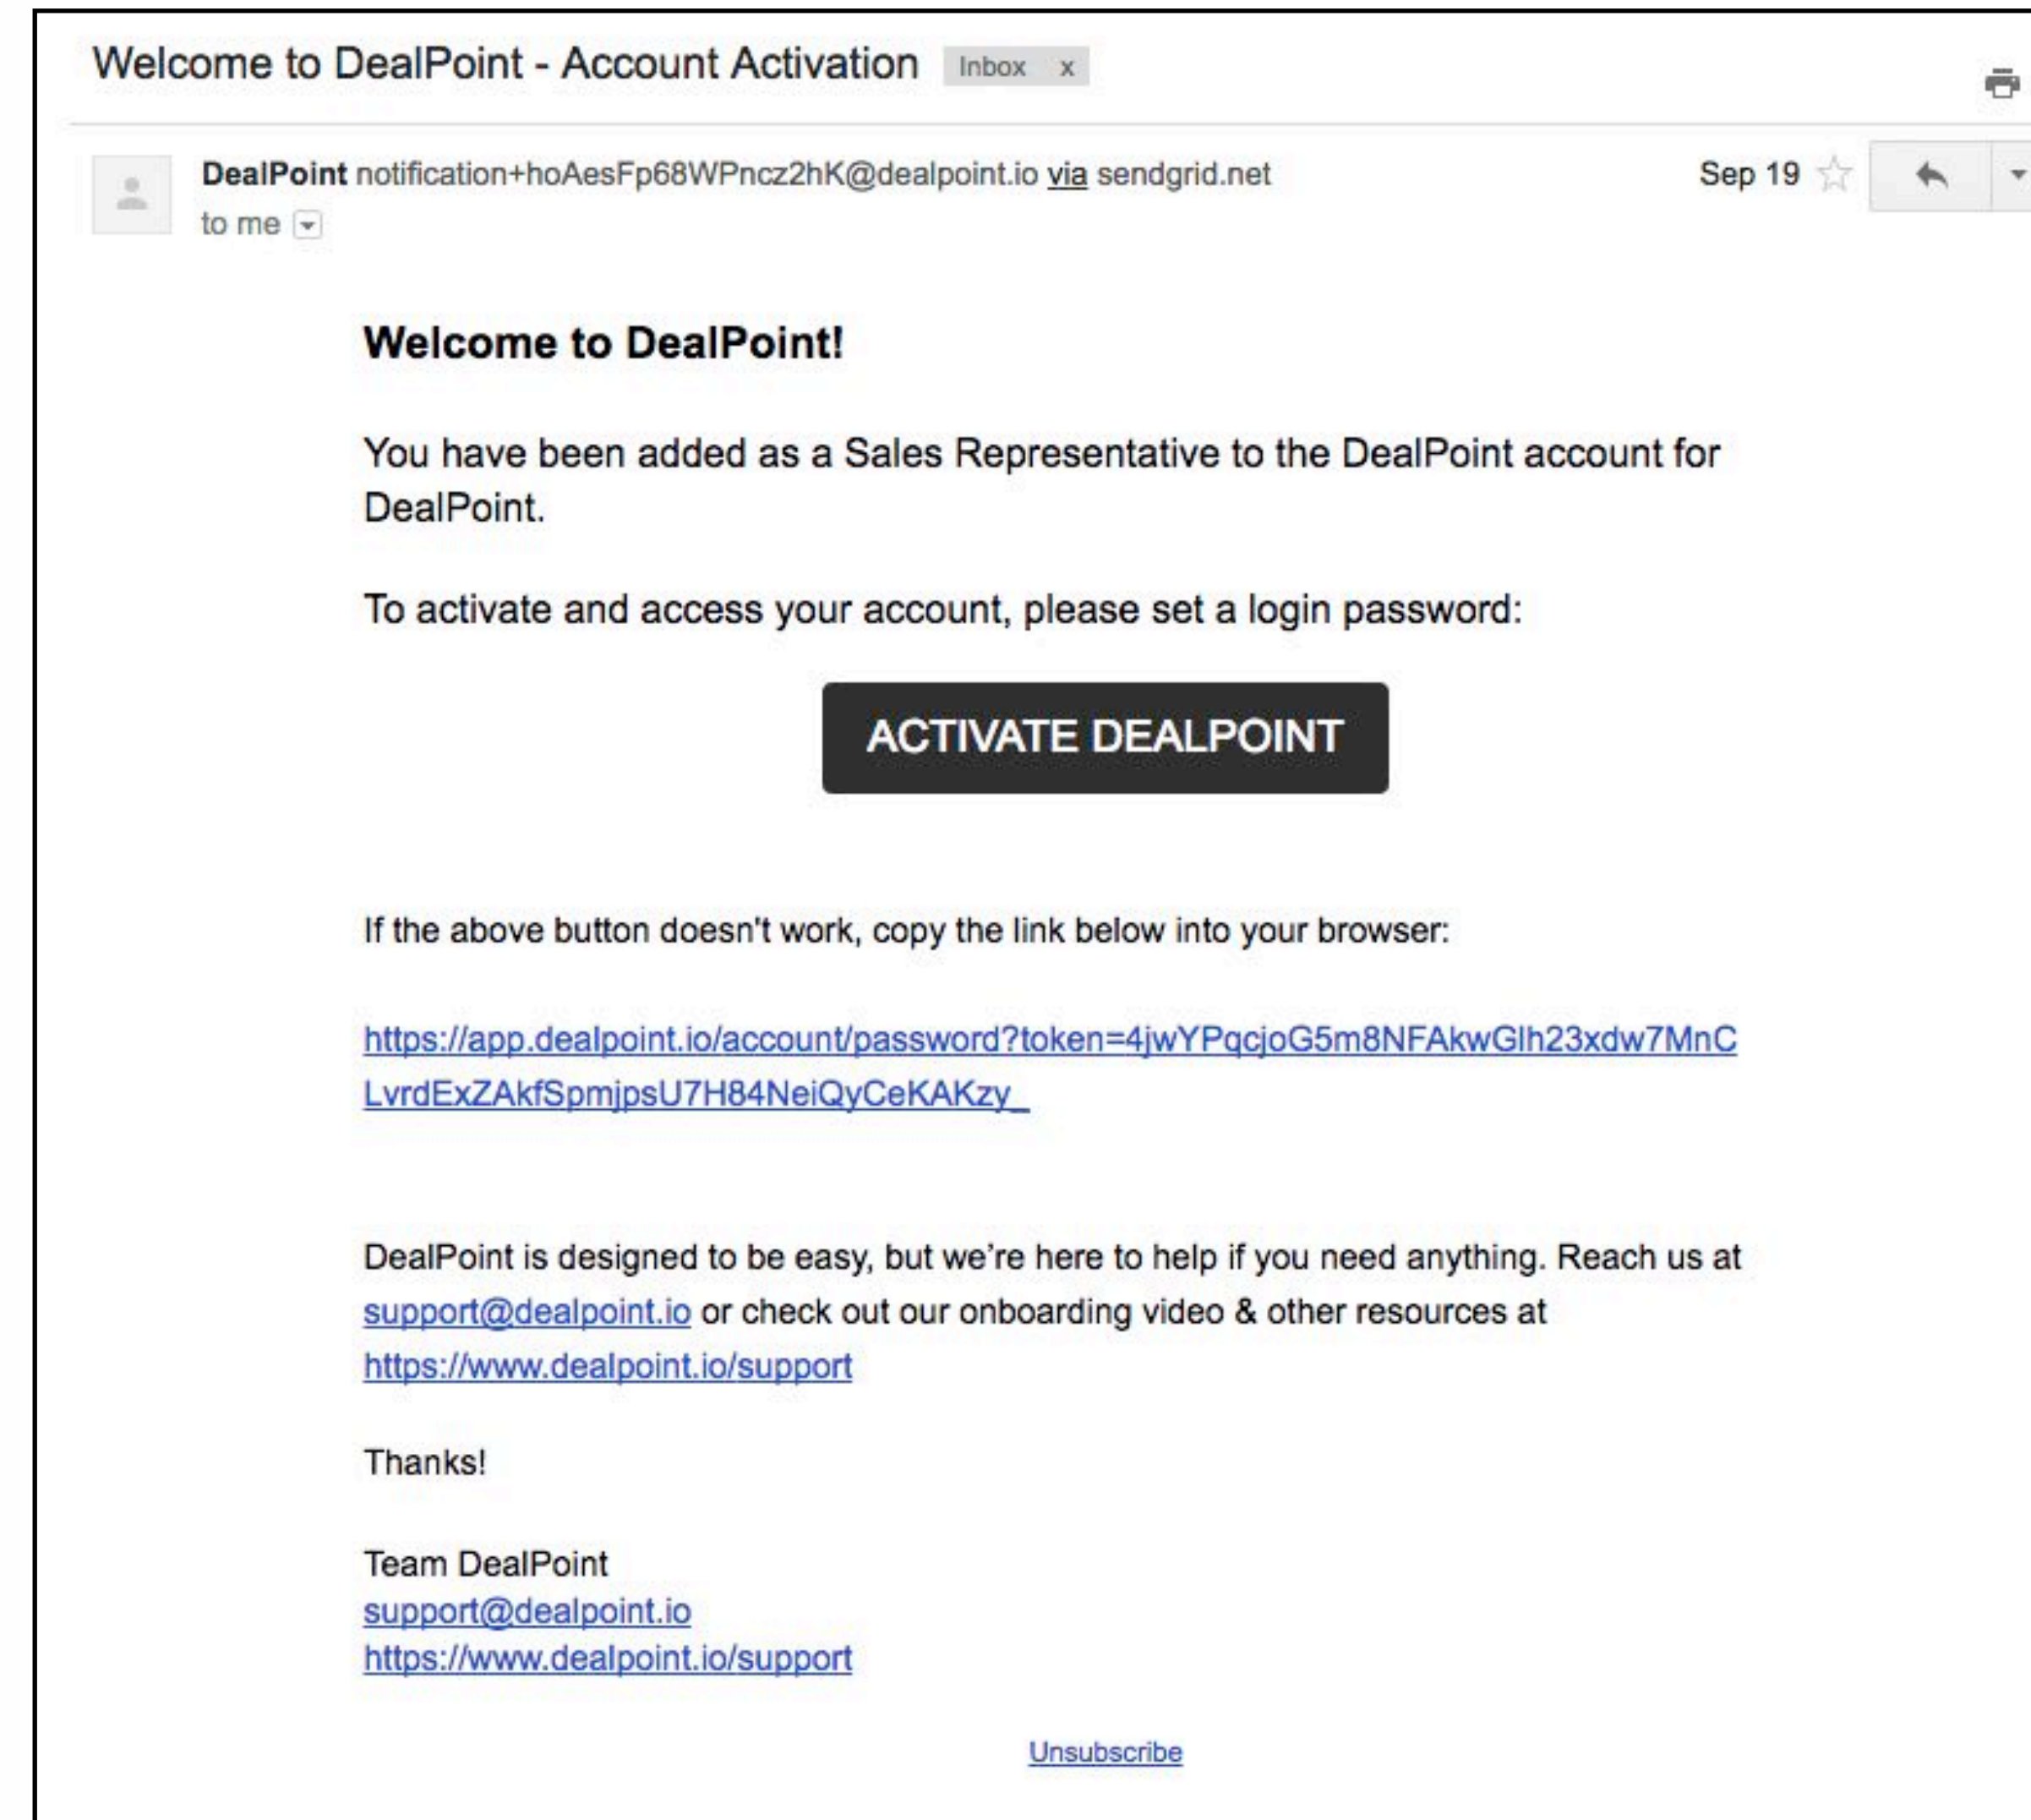 Welcome to DealPoint - Account Activation Inbox x
DealPoint notification+hoAesFp68WPncz2hK@dealpoint.io via sendgrid.net Sep 19
to me
Welcome to DealPoint!
You have been added as a Sales Representative to the DealPoint account for
DealPoint.
To activate and access your account, please set a login password:
ACTIVATE DEALPOINT
If the above button doesn't work, copy the link below into your browser:
https://app.dealpoint.io/account/password?token=4jwYPqcjoG5m8NFAkwGlh23xdw7MnC
LvrdExZAkfSpmjpsU7H84NeiQyCeKAKzy_
DealPoint is designed to be easy, but we’re here to help if you need anything. Reach us at
support@dealpoint.io or check out our onboarding video & other resources at
https://www.dealpoint.io/support
Thanks!
Team DealPoint
support@dealpoint.io
https://www.dealpoint.io/support
Unsubscribe